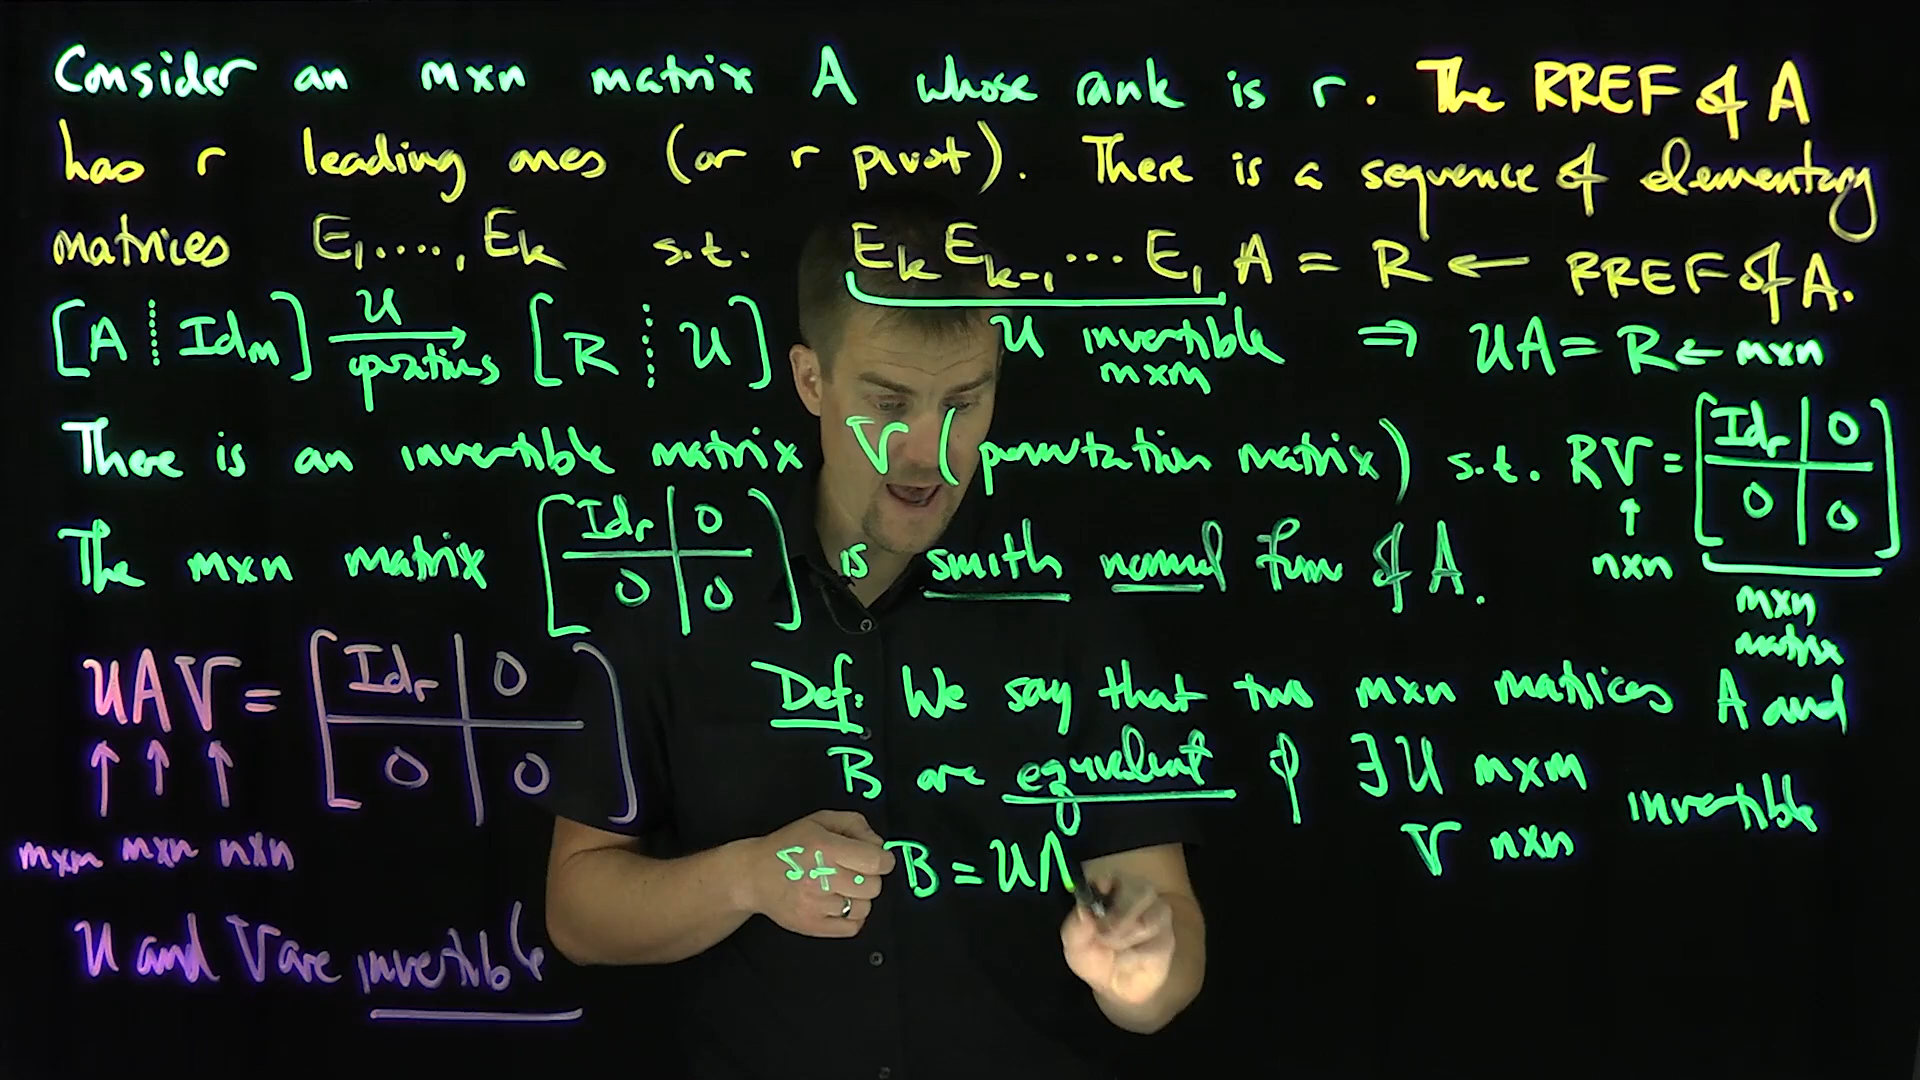 Consider an mxn matrix A whose rank is r. The RREF of A
has r leading ones (or r pivot). There is a sequence of elementary
matrices E₁, ...., Eₖ s.t. Eₖ Eₖ₋₁ ... E₁ A = R ← RREF of A.
[A ⋮ Idₘ] U operations → [R ⋮ U] U invertible mxm ⇒ UA = R ← mxn
There is an invertible matrix V (permutation matrix) s.t. RV = [Idᵣ | 0
0 | 0]
↑ nxn
mxn matrix
The mxn matrix [Idᵣ | 0
0 | 0] is smith normal form of A.
UAV = [Idᵣ | 0
0 | 0]
↑ ↑ ↑
mxm mxn nxn
U and V are invertible
Def: We say that two mxn matrices A and
B are equivalent if ∃ U mxm
V nxn
invertible
s.t. B = UA